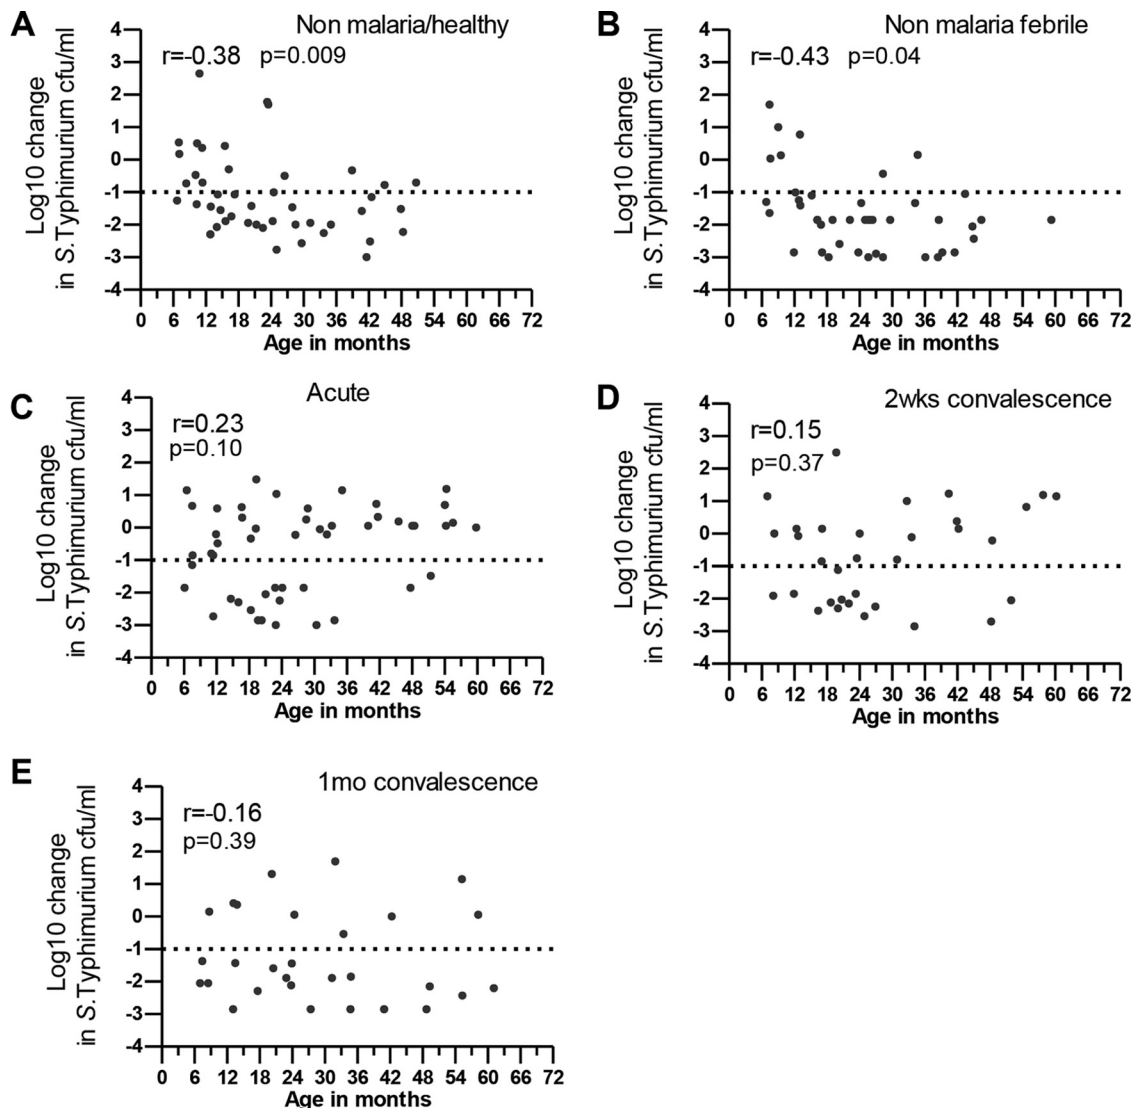 A
Non malaria/healthy
r=-0.38 p=0.009
Log10 change
in S.Typhimurium cfu/ml
4
3
2
1
0
-1
-2
-3
-4
0 6 12 18 24 30 36 42 48 54 60 66 72
Age in months
B
Non malaria febrile
r=-0.43 p=0.04
Log10 change
in S.Typhimurium cfu/ml
4
3
2
1
0
-1
-2
-3
-4
0 6 12 18 24 30 36 42 48 54 60 66 72
Age in months
C
Acute
r=0.23
p=0.10
Log10 change
in S.Typhimurium cfu/ml
4
3
2
1
0
-1
-2
-3
-4
0 6 12 18 24 30 36 42 48 54 60 66 72
Age in months
D
2wks convalescence
r=0.15
p=0.37
Log10 change
in S.Typhimurium cfu/ml
4
3
2
1
0
-1
-2
-3
-4
0 6 12 18 24 30 36 42 48 54 60 66 72
Age in months
E
1mo convalescence
r=-0.16
p=0.39
Log10 change
in S.Typhimurium cfu/ml
4
3
2
1
0
-1
-2
-3
-4
0 6 12 18 24 30 36 42 48 54 60 66 72
Age in months